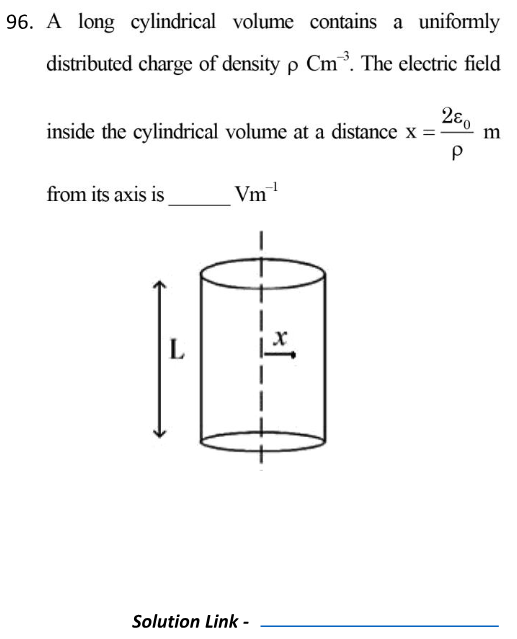 96. A long cylindrical volume contains a uniformly
distributed charge of density ρ Cm⁻³. The electric field
inside the cylindrical volume at a distance x = 2ε₀/ρ m
from its axis is ______ Vm⁻¹
x
L
Solution Link -